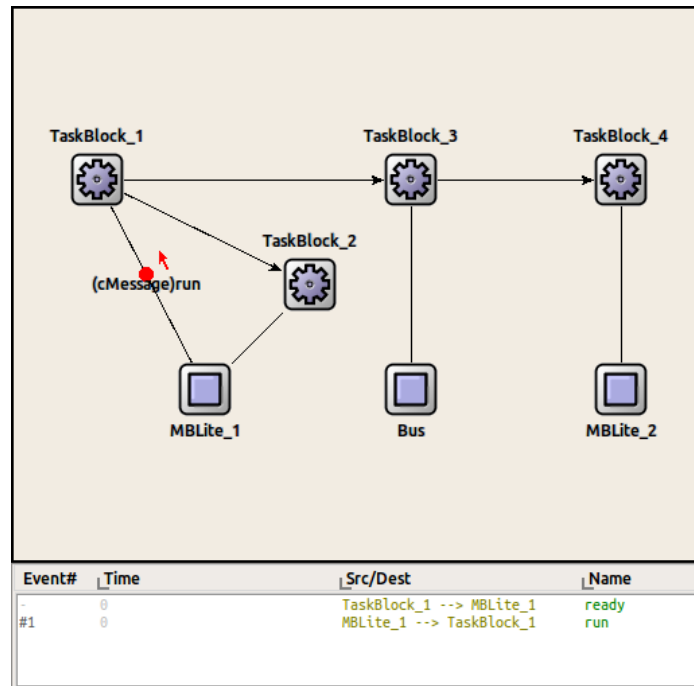 TaskBlock_1
TaskBlock_3
TaskBlock_4
TaskBlock_2
(cMessage)run
MBLite_1
Bus
MBLite_2
Event# Time Src/Dest Name
- 0 TaskBlock_1 --> MBLite_1 ready
#1 0 MBLite_1 --> TaskBlock_1 run